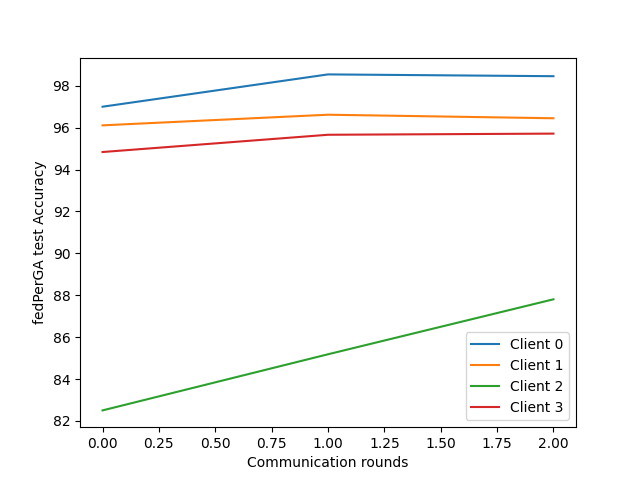 98
96
94
92
90
88
86
84
82
fedPerGA test Accuracy
Client 0
Client 1
Client 2
Client 3
0.00 0.25 0.50 0.75 1.00 1.25 1.50 1.75 2.00
Communication rounds